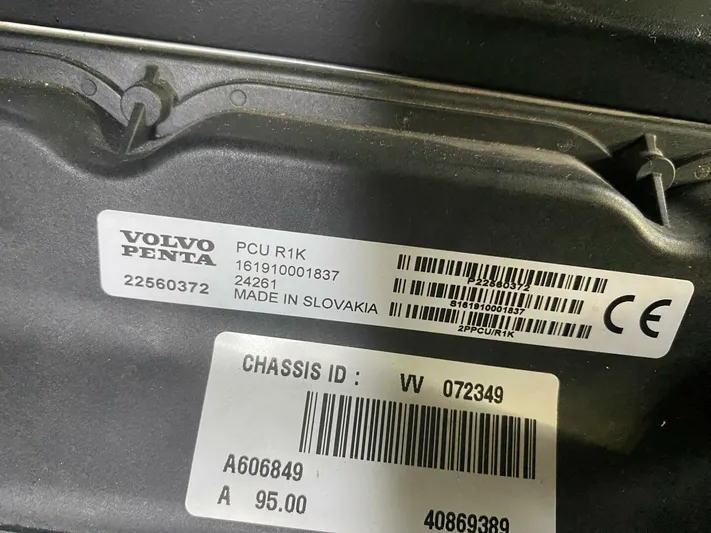 VOLVO
PENTA
22560372
PCU R1K
161910001837
24261
MADE IN SLOVAKIA
P22560372
S161910001837
2PPCU/R1K
CE
CHASSIS ID : VV 072349
A606849
A 95.00
40869389